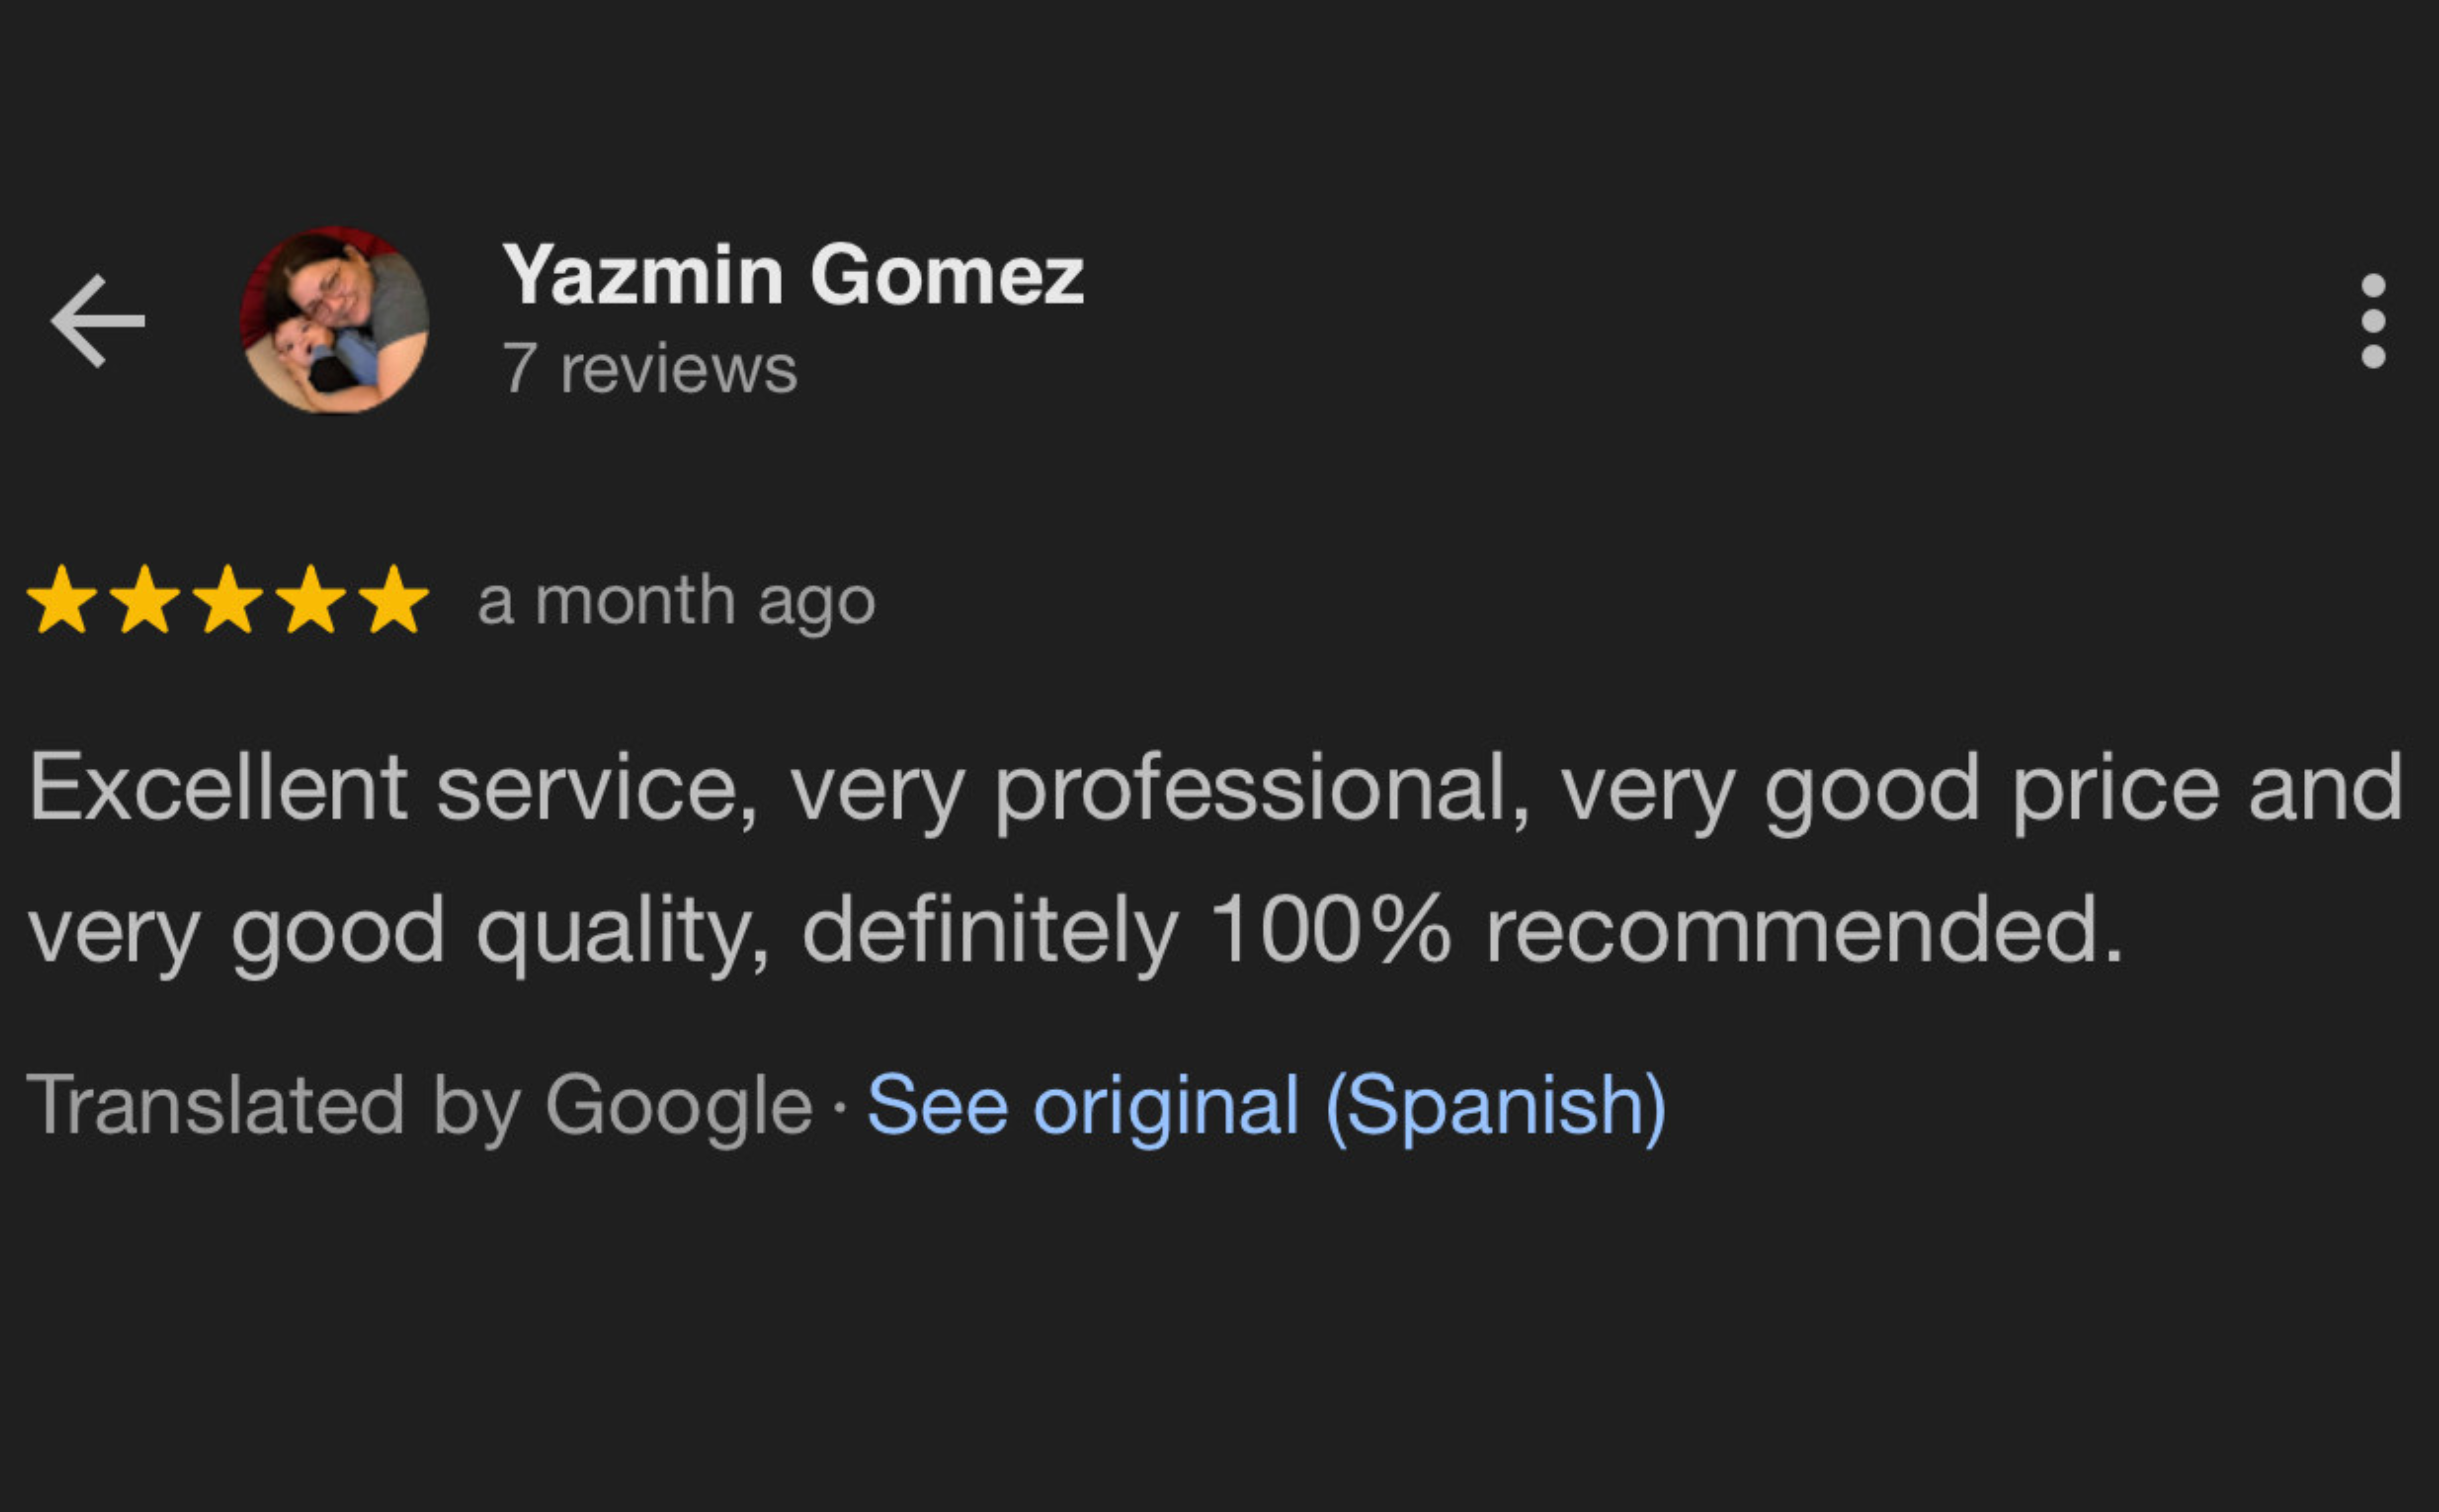 Yazmin Gomez
7 reviews
a month ago
Excellent service, very professional, very good price and
very good quality, definitely 100% recommended.
Translated by Google · See original (Spanish)